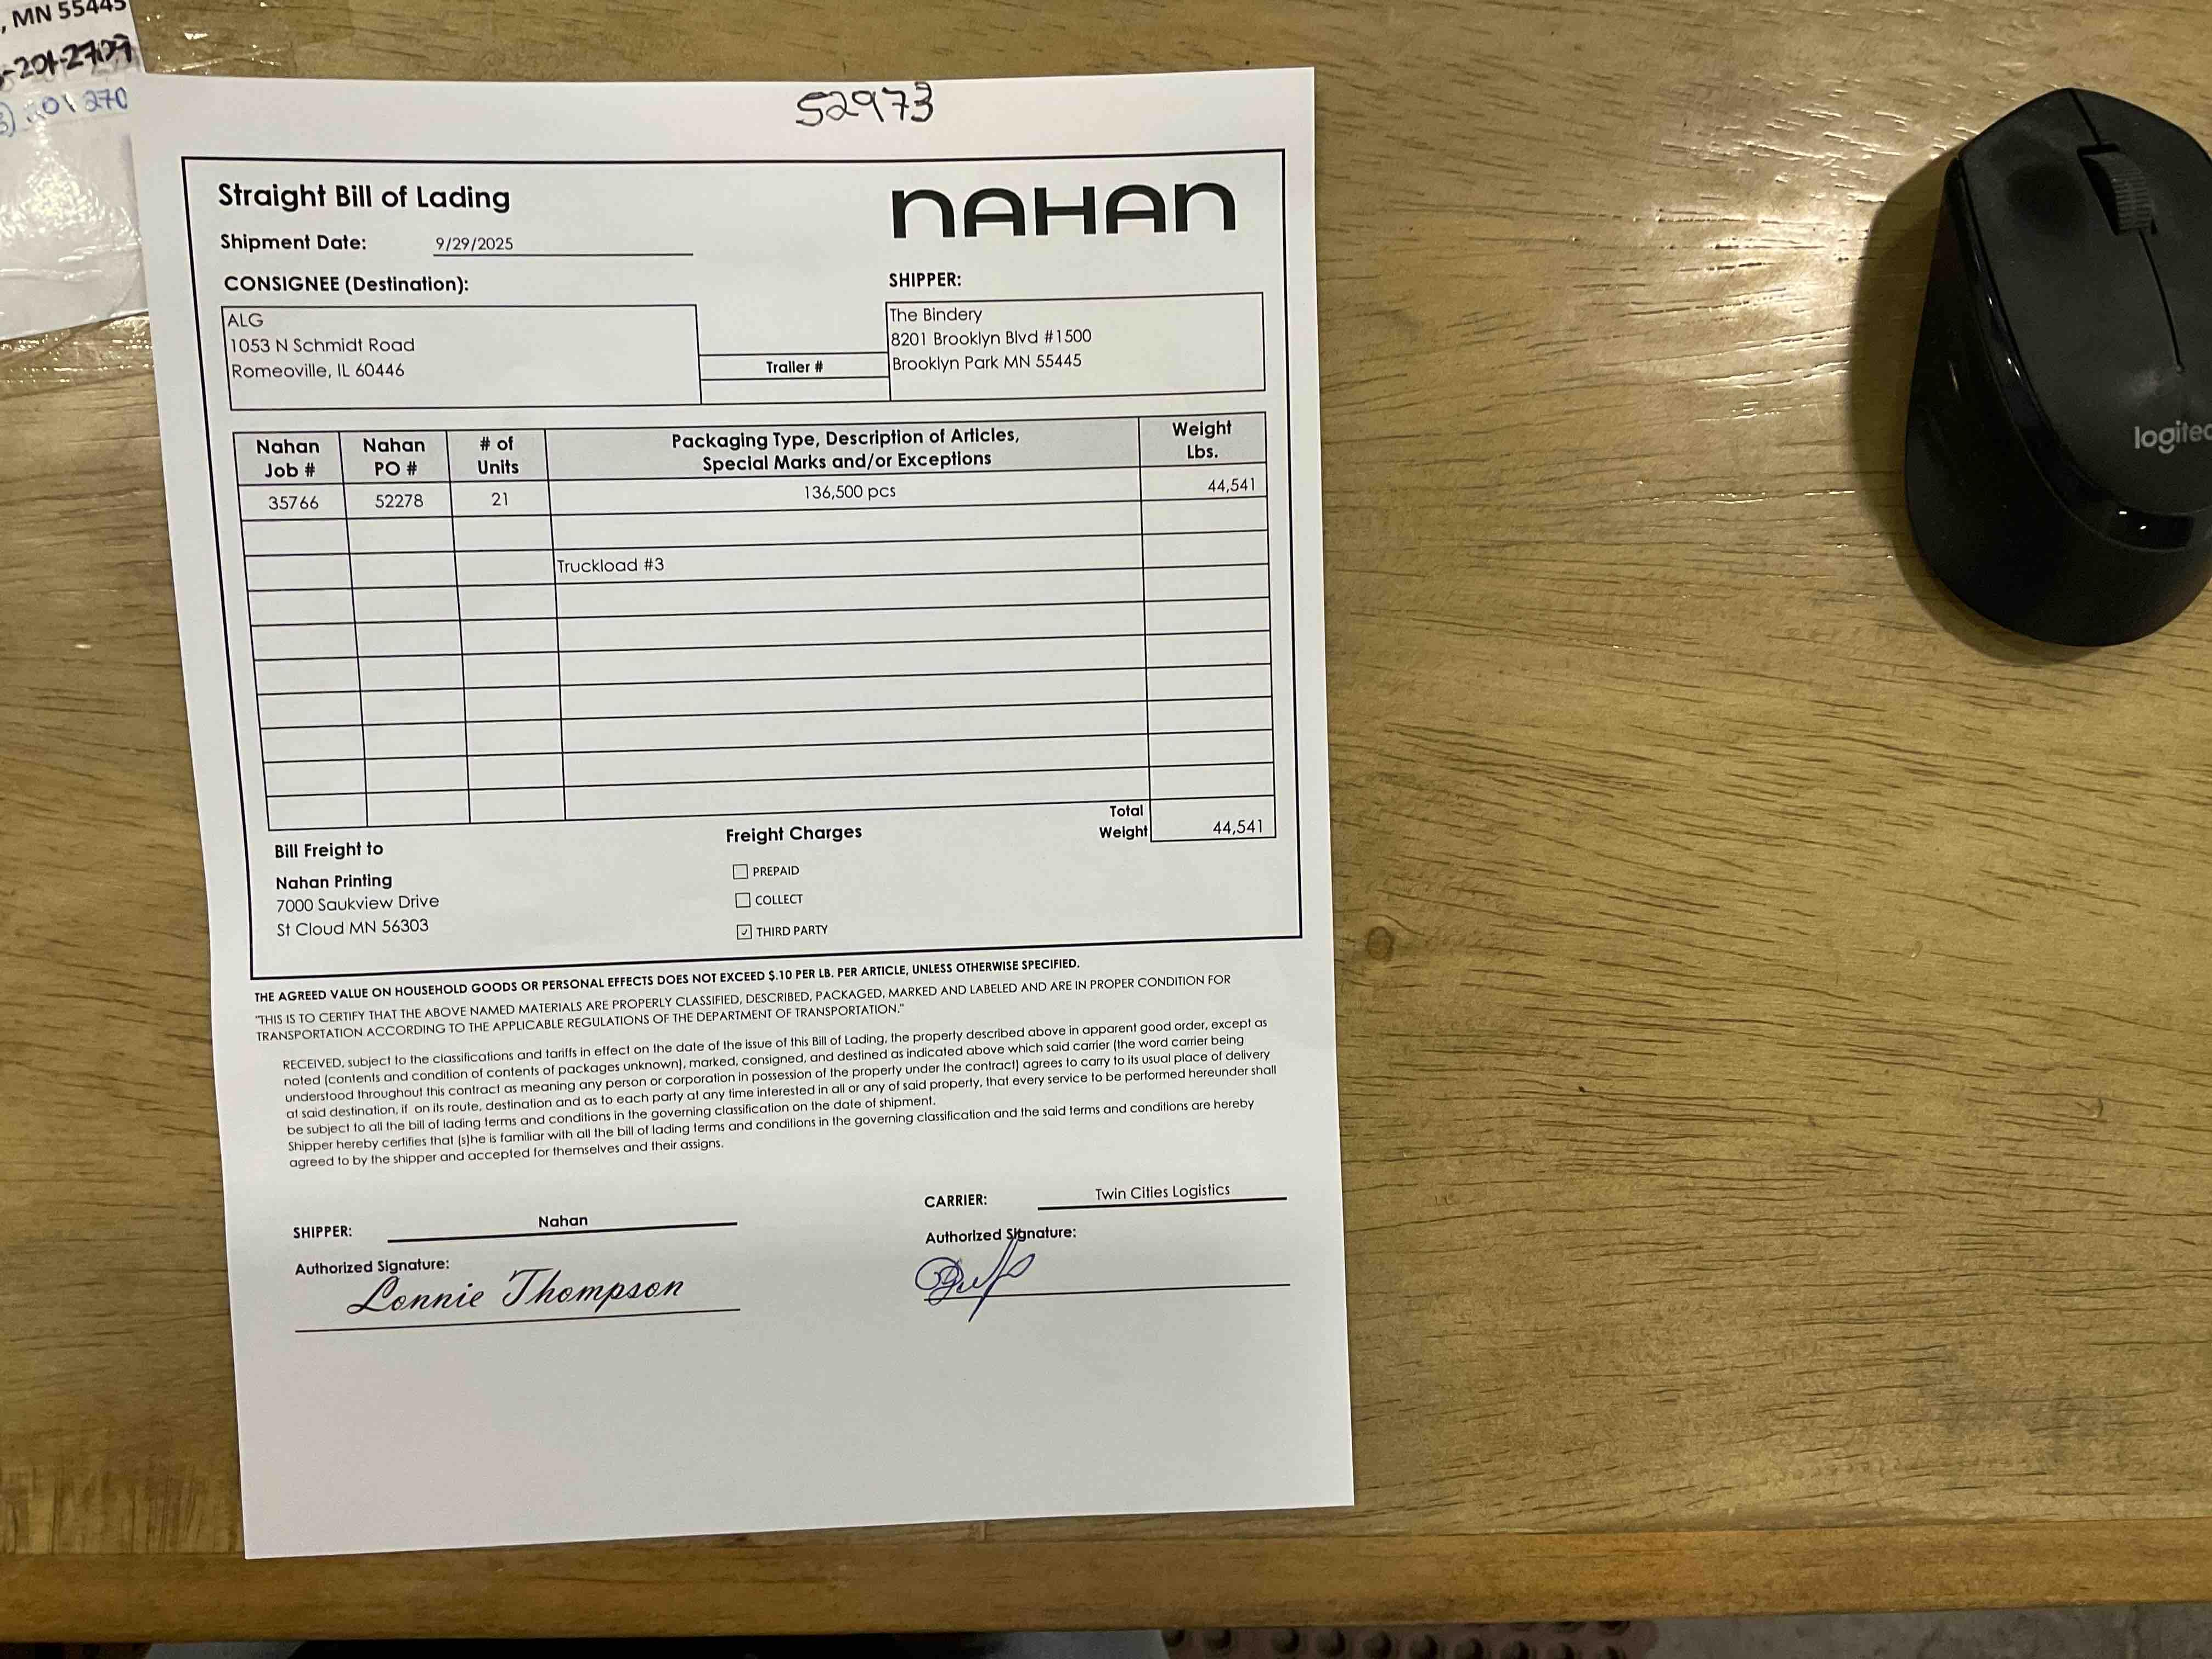 , MN 55445
-201-2709
01 270
52973
Straight Bill of Lading
NAHAN
Shipment Date: 9/29/2025
CONSIGNEE (Destination):
SHIPPER:
ALG
1053 N Schmidt Road
Romeoville, IL 60446
Trailer #
The Bindery
8201 Brooklyn Blvd #1500
Brooklyn Park MN 55445
Nahan Job # Nahan PO # # of Units Packaging Type, Description of Articles, Special Marks and/or Exceptions Weight Lbs.
35766 52278 21 136,500 pcs 44,541
Truckload #3
Total Weight 44,541
Bill Freight to
Nahan Printing
7000 Saukview Drive
St Cloud MN 56303
Freight Charges
PREPAID
COLLECT
THIRD PARTY
THE AGREED VALUE ON HOUSEHOLD GOODS OR PERSONAL EFFECTS DOES NOT EXCEED $.10 PER LB. PER ARTICLE, UNLESS OTHERWISE SPECIFIED.
"THIS IS TO CERTIFY THAT THE ABOVE NAMED MATERIALS ARE PROPERLY CLASSIFIED, DESCRIBED, PACKAGED, MARKED AND LABELED AND ARE IN PROPER CONDITION FOR
TRANSPORTATION ACCORDING TO THE APPLICABLE REGULATIONS OF THE DEPARTMENT OF TRANSPORTATION."
RECEIVED, subject to the classifications and tariffs in effect on the date of the issue of this Bill of Lading, the property described above in apparent good order, except as
noted (contents and condition of contents of packages unknown), marked, consigned, and destined as indicated above which said carrier (the word carrier being
understood throughout this contract as meaning any person or corporation in possession of the property under the contract) agrees to carry to its usual place of delivery
at said destination, if on its route, destination and as to each party at any time interested in all or any of said property, that every service to be performed hereunder shall
be subject to all the bill of lading terms and conditions in the governing classification on the date of shipment.
Shipper hereby certifies that (s)he is familiar with all the bill of lading terms and conditions in the governing classification and the said terms and conditions are hereby
agreed to by the shipper and accepted for themselves and their assigns.
SHIPPER: Nahan
CARRIER: Twin Cities Logistics
Authorized Signature:
Authorized Signature:
Lonnie Thompson
logitec